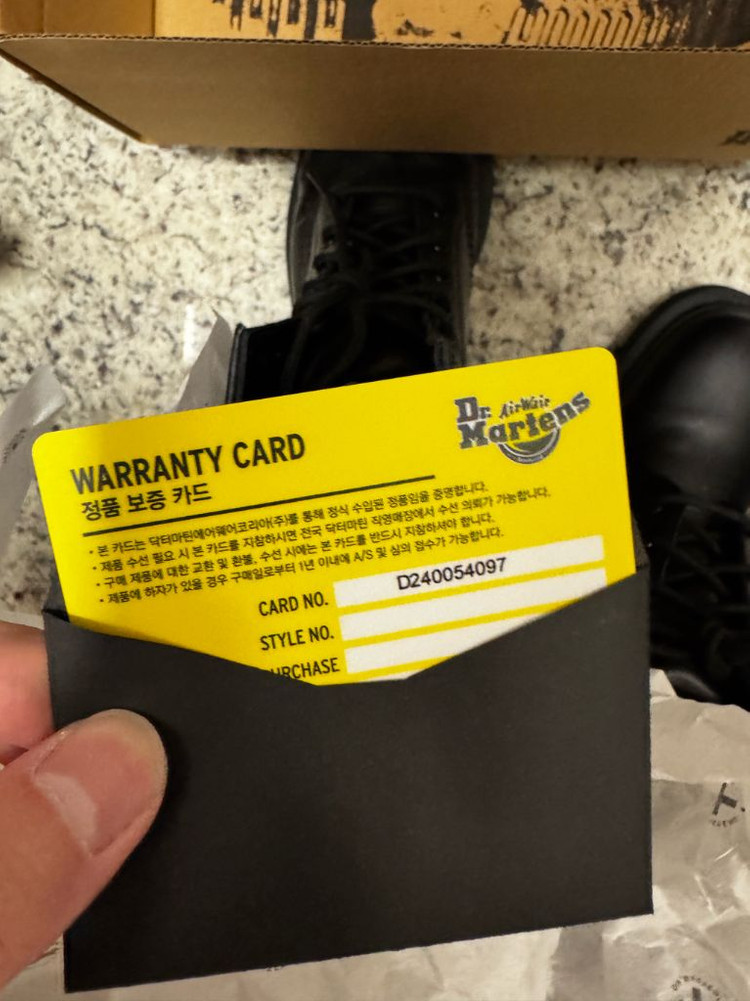 Dr. AirWair
Martens
WARRANTY CARD
정품 보증 카드
• 본 카드는 닥터마틴에어웨어코리아(주)를 통해 정식 수입된 정품임을 증명합니다.
• 제품 수선 필요 시 본 카드를 지참하시면 전국 닥터마틴 직영매장에서 수선 의뢰가 가능합니다.
• 구매 제품에 대한 교환 및 환불, 수선 시에는 본 카드를 반드시 지참하셔야 합니다.
• 제품에 하자가 있을 경우 구매일로부터 1년 이내에 A/S 및 심의 접수가 가능합니다.
CARD NO. D240054097
STYLE NO.
URCHASE